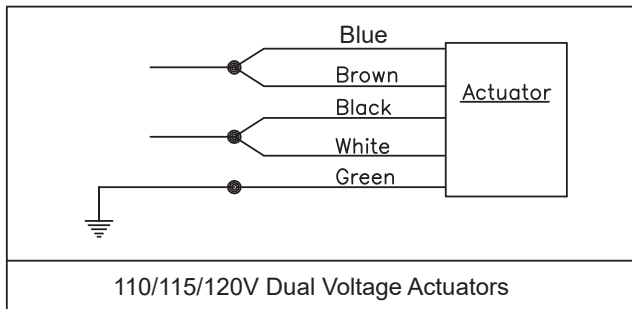 Blue
Brown
Actuator
Black
White
Green
110/115/120V Dual Voltage Actuators